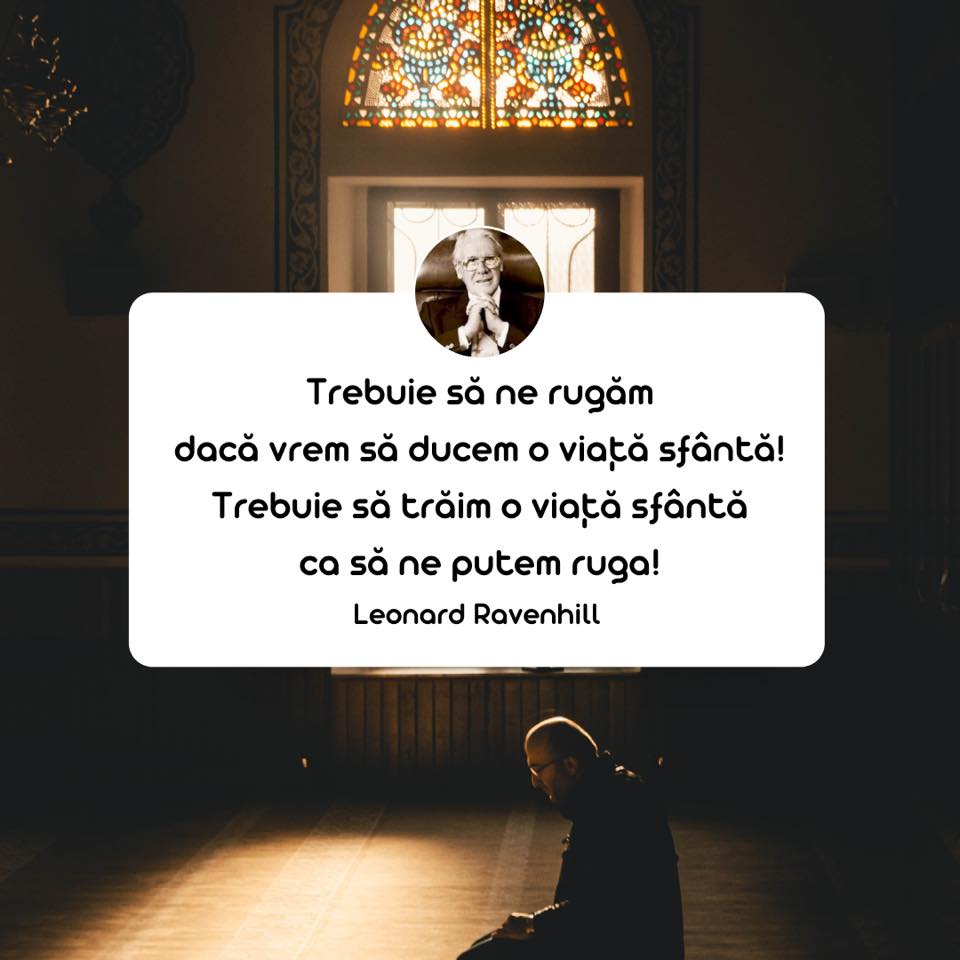 Trebuie să ne rugăm
dacă vrem să ducem o viață sfântă!
Trebuie să trăim o viață sfântă
ca să ne putem ruga!
Leonard Ravenhill